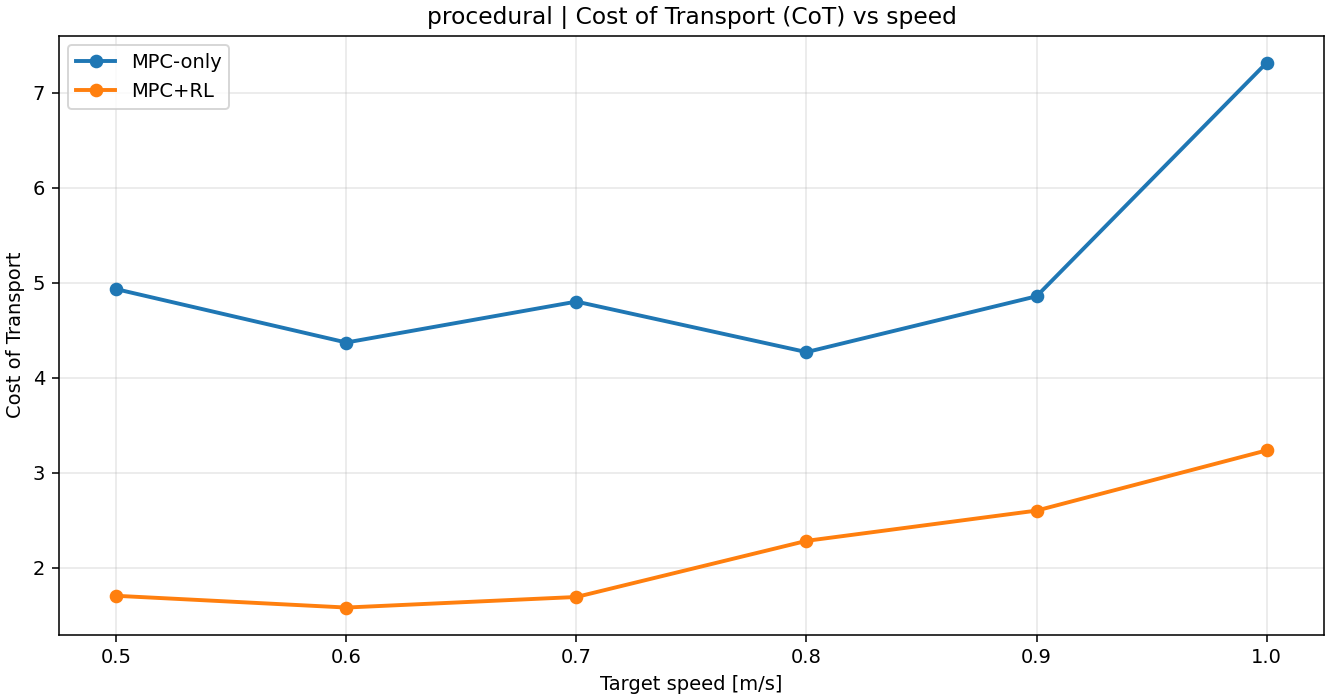 procedural | Cost of Transport (CoT) vs speed
MPC-only
MPC+RL
Cost of Transport
7
6
5
4
3
2
0.5 0.6 0.7 0.8 0.9 1.0
Target speed [m/s]